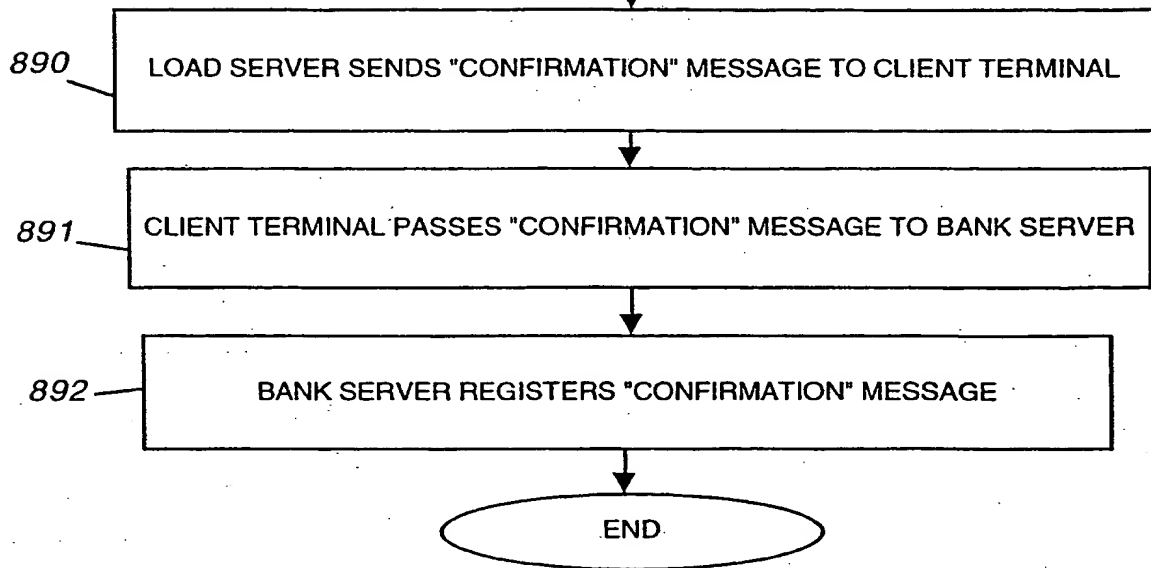 890
LOAD SERVER SENDS "CONFIRMATION" MESSAGE TO CLIENT TERMINAL
891
CLIENT TERMINAL PASSES "CONFIRMATION" MESSAGE TO BANK SERVER
892
BANK SERVER REGISTERS "CONFIRMATION" MESSAGE
END